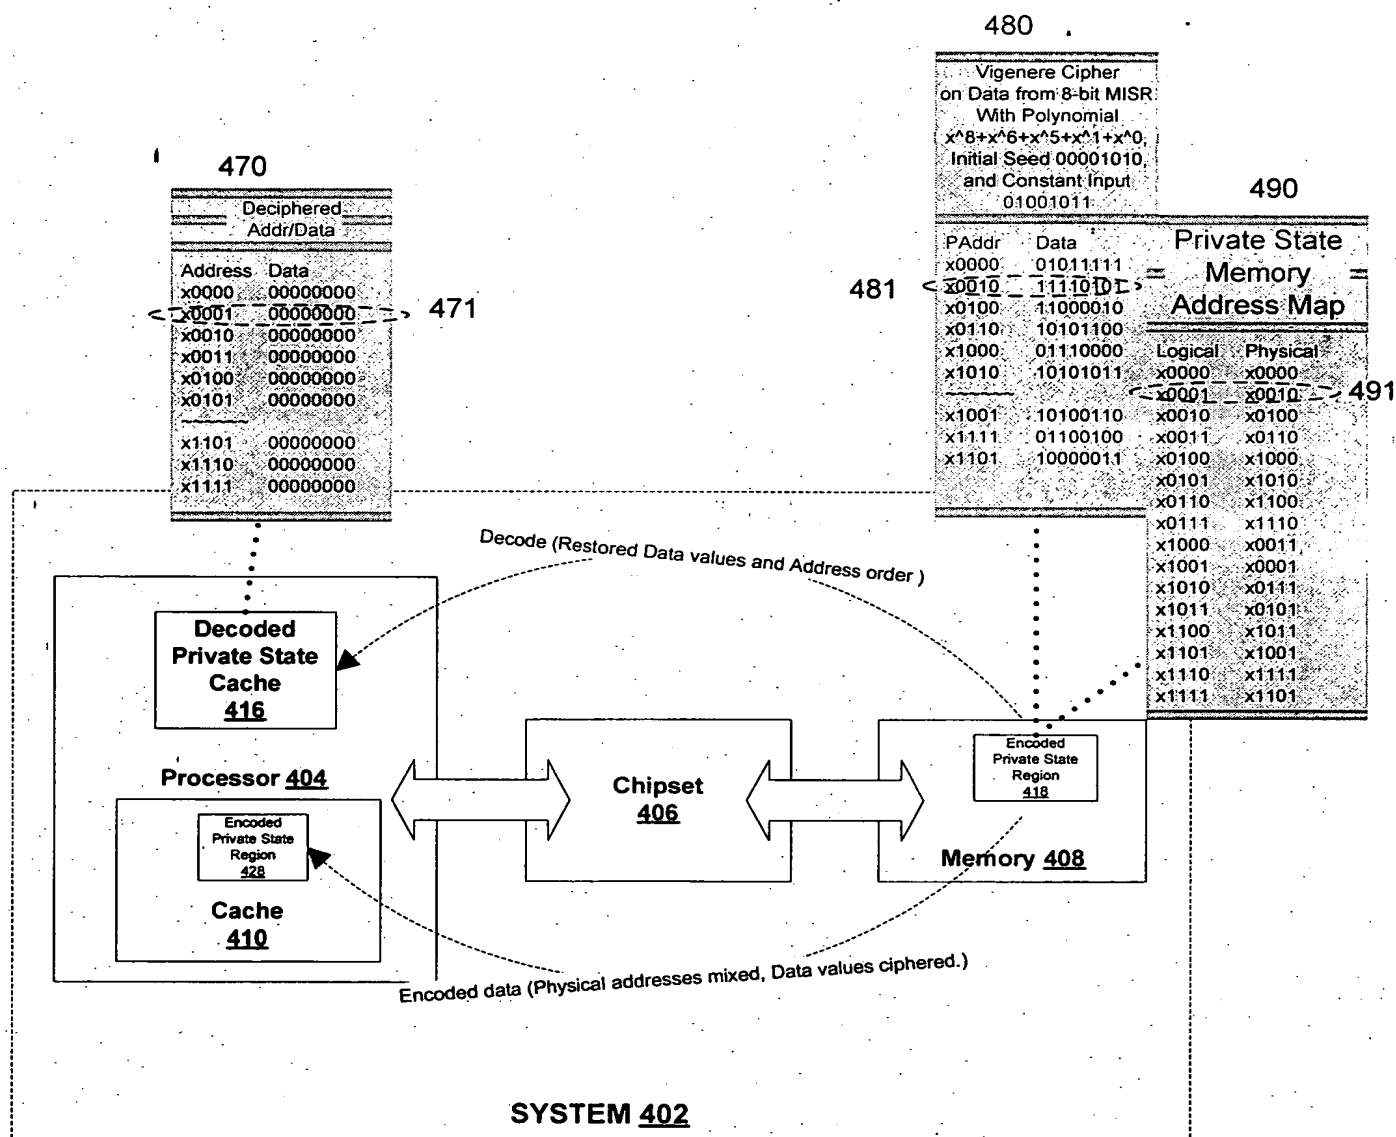 480
Vigenere Cipher
on Data from 8-bit MISR
With Polynomial
x^8+x^6+x^5+x^1+x^0,
Initial Seed 00001010,
and Constant Input
01001011
PAddr Data
x0000 01011111
x0010 11110101
x0100 11000010
x0110 10101100
x1000 01110000
x1010 10101011
x1001 10100110
x1111 01100100
x1101 10000011
481
470
Deciphered
Addr/Data
Address Data
x0000 00000000
x0001 00000000
x0010 00000000
x0011 00000000
x0100 00000000
x0101 00000000
x1101 00000000
x1110 00000000
x1111 00000000
471
490
Private State
Memory
Address Map
Logical Physical
x0000 x0000
x0001 x0010
x0010 x0100
x0011 x0110
x0100 x1000
x0101 x1010
x0110 x1100
x0111 x1110
x1000 x0011
x1001 x0001
x1010 x0111
x1011 x0101
x1100 x1011
x1101 x1001
x1110 x1111
x1111 x1101
491
Decode (Restored Data values and Address order )
Decoded
Private State
Cache
416
Processor 404
Encoded
Private State
Region
428
Cache
410
Chipset
406
Encoded
Private State
Region
418
Memory 408
Encoded data (Physical addresses mixed, Data values ciphered.)
SYSTEM 402